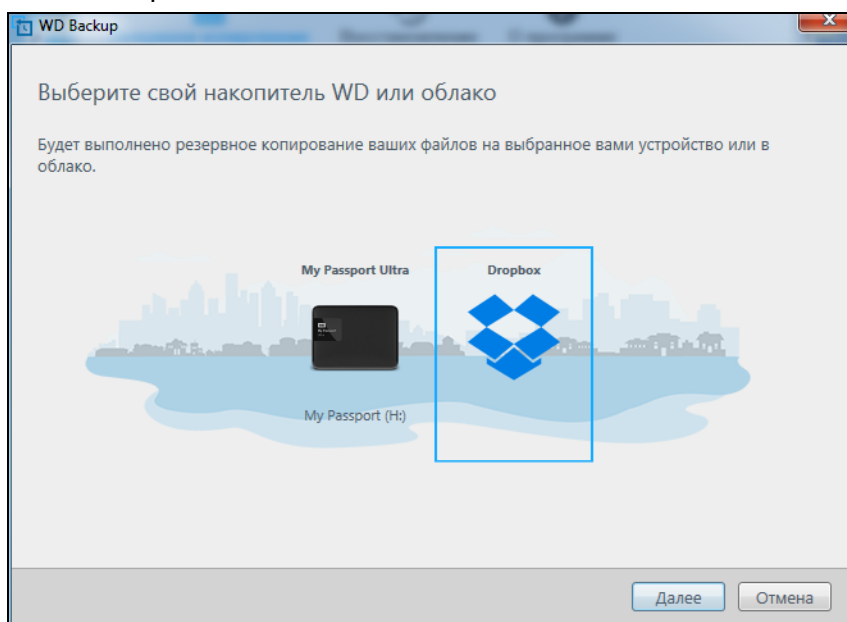 WD Backup
Выберите свой накопитель WD или облако
Будет выполнено резервное копирование ваших файлов на выбранное вами устройство или в
облако.
My Passport Ultra
Dropbox
My Passport (H:)
Далее
Отмена